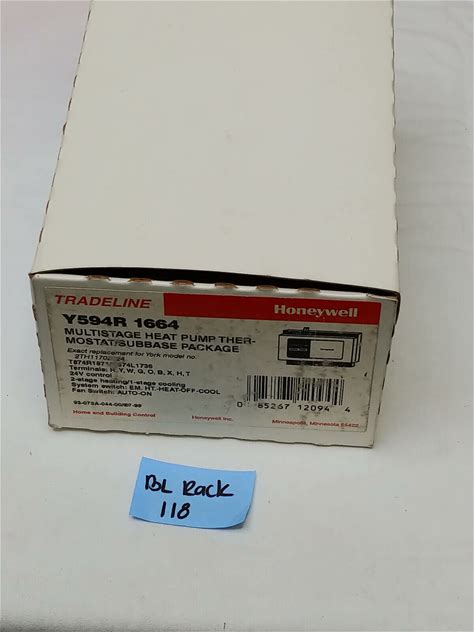 TRADELINE
Honeywell
Y594R 1664
MULTISTAGE HEAT PUMP THER-
MOSTAT/SUBBASE PACKAGE
Exact replacement for York model no.
Terminals: R, Y, W, G, O, B, X, H, T
24V control
2-stage heating/1-stage cooling
System switch: EM. HT-HEAT-OFF-COOL
Fan Switch: AUTO-ON
0 85267 12094 4
Home and Building Control
Honeywell Inc.
Minneapolis, Minnesota
BL Rack
118